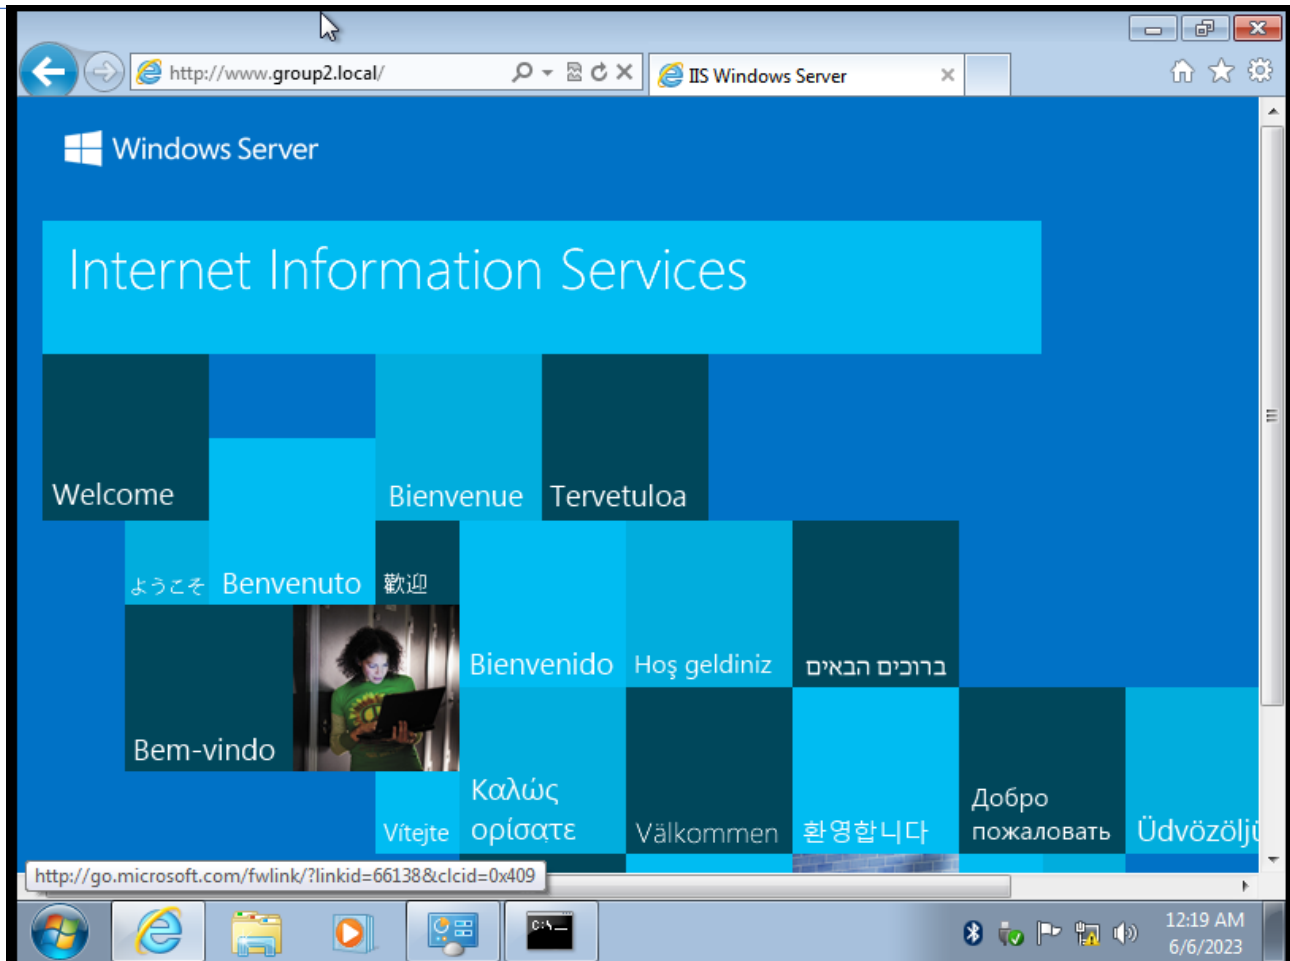 http://www.group2.local/
IIS Windows Server
Windows Server
Internet Information Services
Welcome
Bienvenue
Tervetuloa
ようこそ
Benvenuto
歡迎
Bienvenido
Hoş geldiniz
ברוכים הבאים
Bem-vindo
Vítejte
Καλώς
ορίσατε
Välkommen
환영합니다
Добро
пожаловать
Üdvözöljü
http://go.microsoft.com/fwlink/?linkid=66138&clcid=0x409
C:\_
12:19 AM
6/6/2023